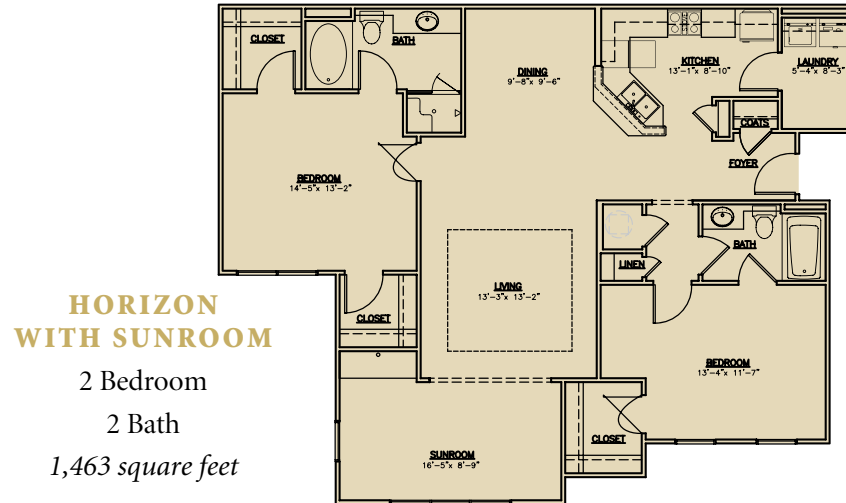 CLOSET
BATH
DINING
9'-8"x 9'-6"
KITCHEN
13'-1"x 8'-10"
LAUNDRY
5'-4"x 8'-3"
COATS
FOYER
BEDROOM
14'-5"x 13'-2"
BATH
LINEN
LIVING
13'-3"x 13'-2"
CLOSET
BEDROOM
13'-4"x 11'-7"
CLOSET
SUNROOM
16'-5"x 8'-9"
HORIZON
WITH SUNROOM
2 Bedroom
2 Bath
1,463 square feet